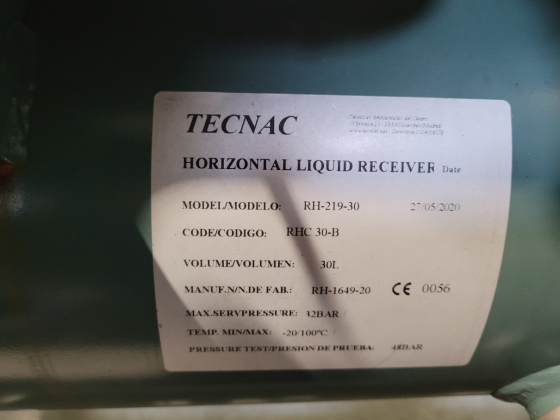 TECNAC
HORIZONTAL LIQUID RECEIVER Date
MODEL/MODELO: RH-219-30 27/05/2020
CODE/CODIGO: RHC 30-B
VOLUME/VOLUMEN: 30L
MANUF.N/N.DE FAB.: RH-1649-20 CE 0056
MAX.SERVPRESSURE: 32BAR
TEMP. MIN/MAX: -20/100ºC
PRESSURE TEST/PRESION DE PRUEBA: 48BAR